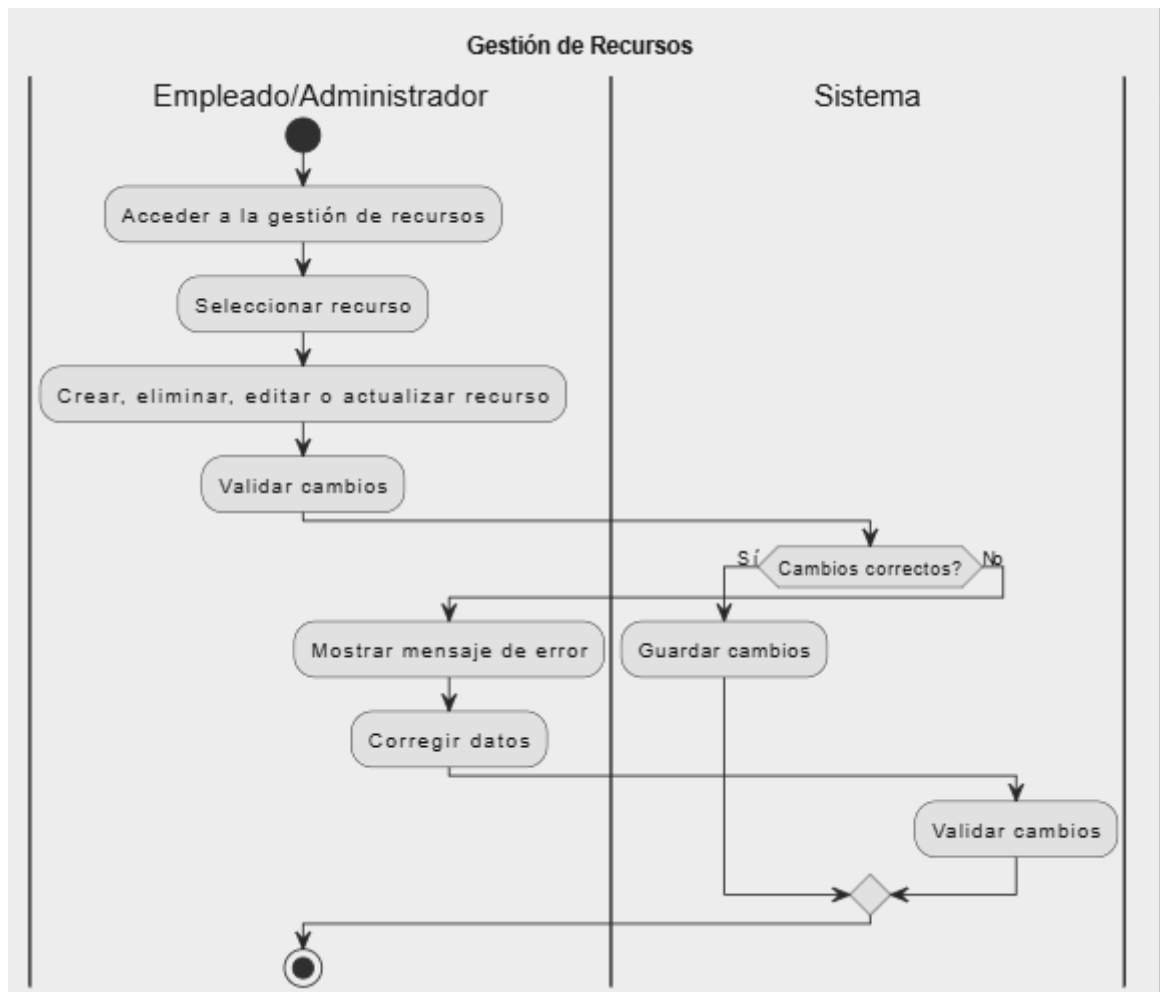 Gestión de Recursos
Empleado/Administrador
Sistema
Acceder a la gestión de recursos
Seleccionar recurso
Crear, eliminar, editar o actualizar recurso
Validar cambios
Sí
Cambios correctos?
No
Mostrar mensaje de error
Guardar cambios
Corregir datos
Validar cambios